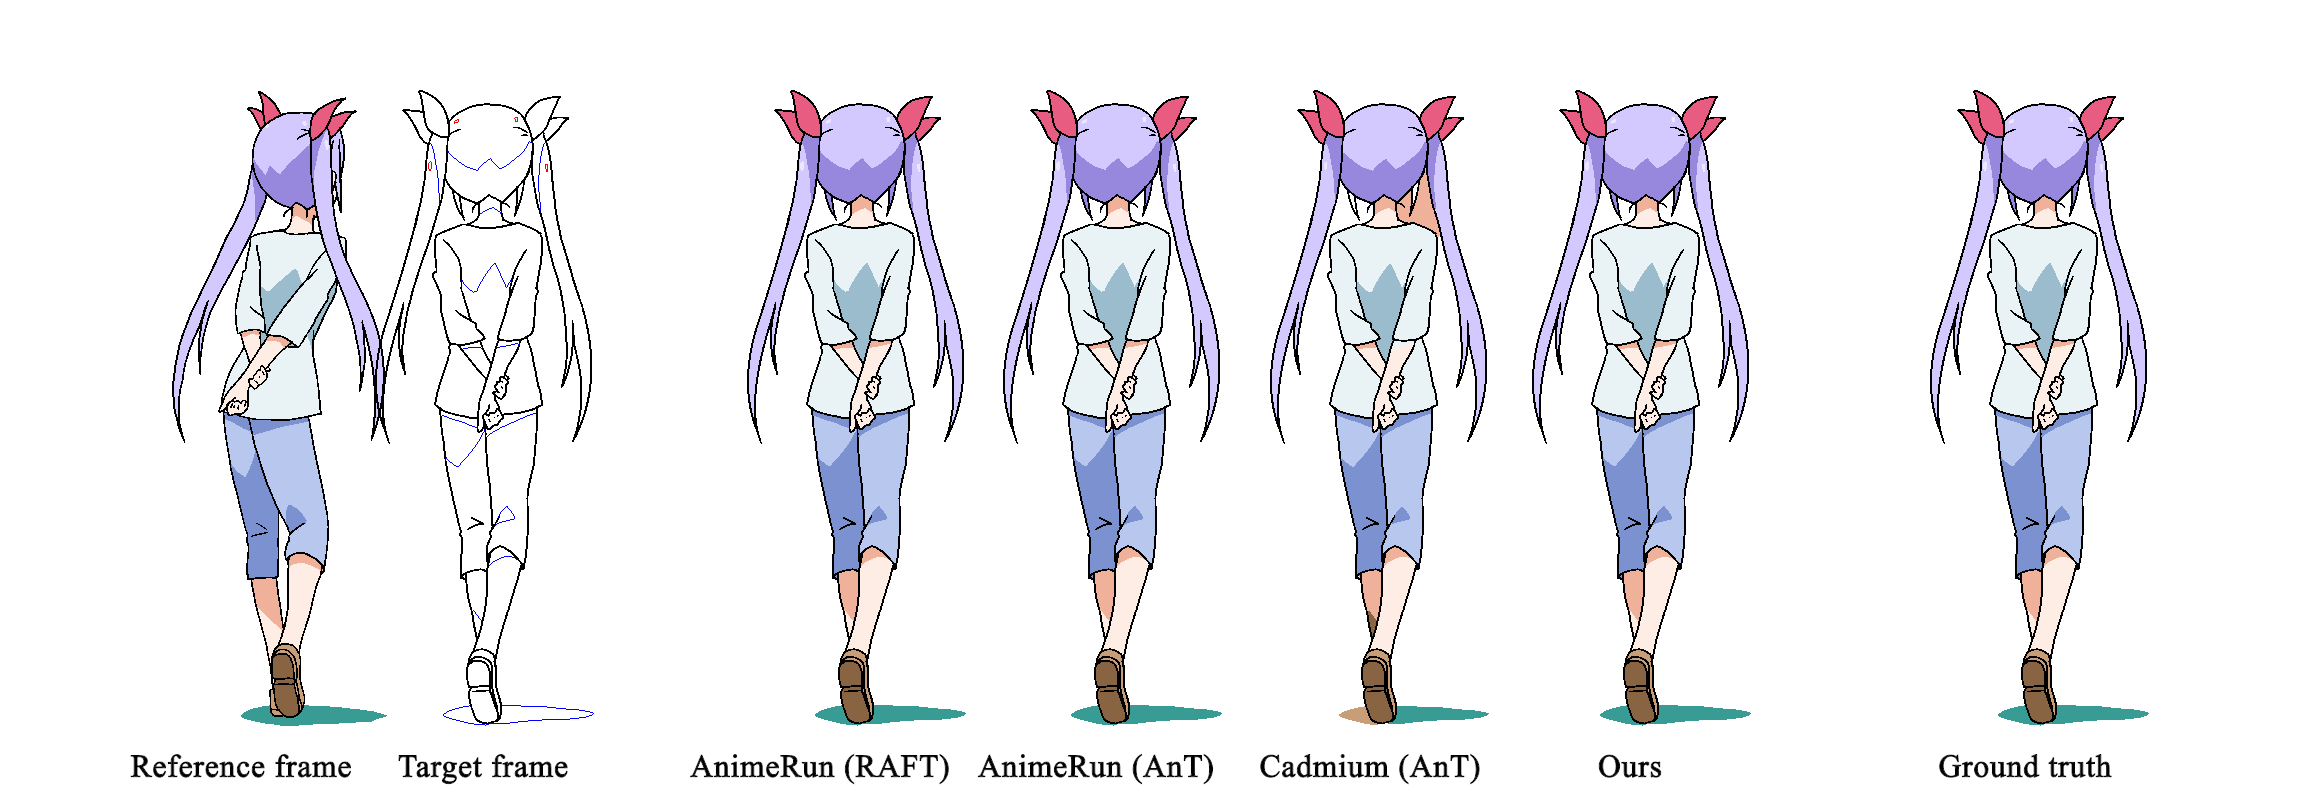 Reference frame
Target frame
AnimeRun (RAFT)
AnimeRun (AnT)
Cadmium (AnT)
Ours
Ground truth